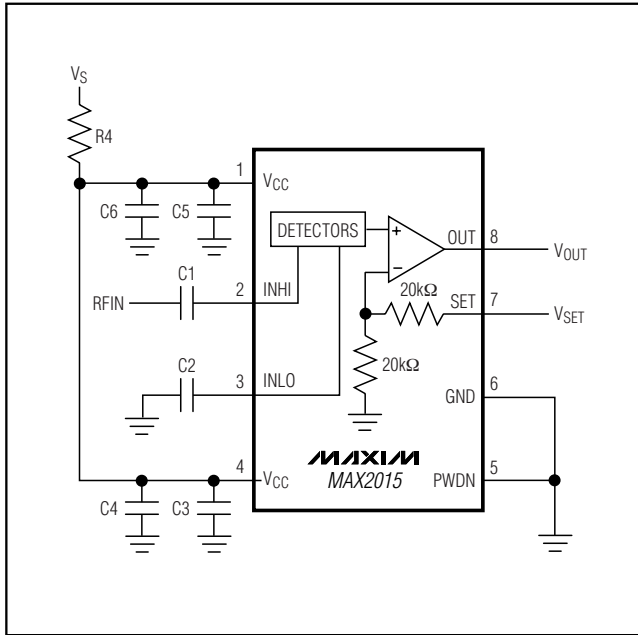 VS
R4
1
VCC
C6
C5
DETECTORS
+
−
OUT
8
VOUT
C1
RFIN
2
INHI
20kΩ
SET
7
VSET
C2
3
INLO
20kΩ
6
GND
4
VCC
MAXIM
MAX2015
PWDN
5
C4
C3